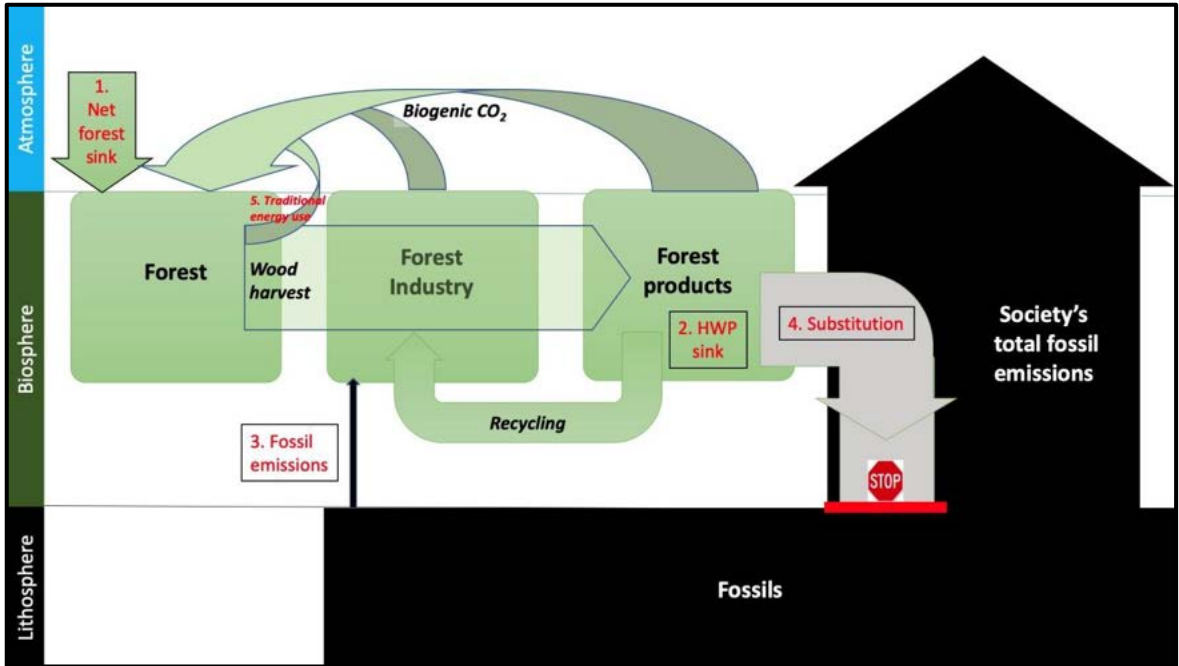 Atmosphere
1.
Net
forest
sink
Biogenic CO₂
Biosphere
5. Traditional
energy use
Forest
Wood
harvest
Forest
Industry
Forest
products
2. HWP
sink
4. Substitution
Society's
total fossil
emissions
Recycling
3. Fossil
emissions
STOP
Lithosphere
Fossils